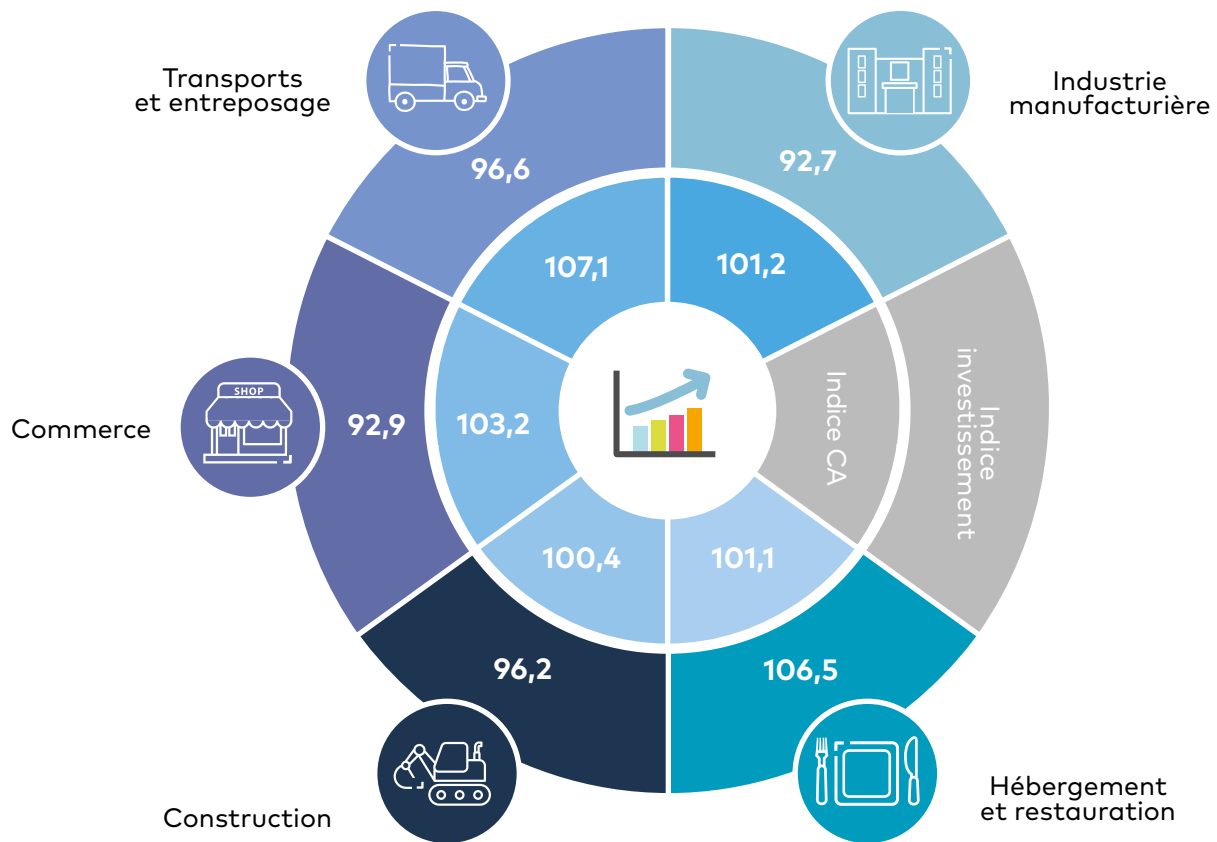 Transports
et entreposage
Industrie
manufacturière
96,6
92,7
107,1
101,2
SHOP
Commerce
92,9
103,2
Indice CA
Indice
investissement
100,4
101,1
96,2
106,5
Construction
Hébergement
et restauration